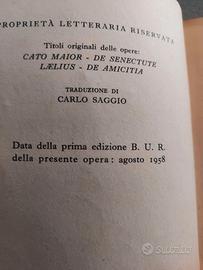 PROPRIETÀ LETTERARIA RISERVATA
Titoli originali delle opere:
CATO MAIOR - DE SENECTUTE
LÆLIUS - DE AMICITIA
TRADUZIONE DI
CARLO SAGGIO
Data della prima edizione B. U. R.
della presente opera: agosto 1958
subito